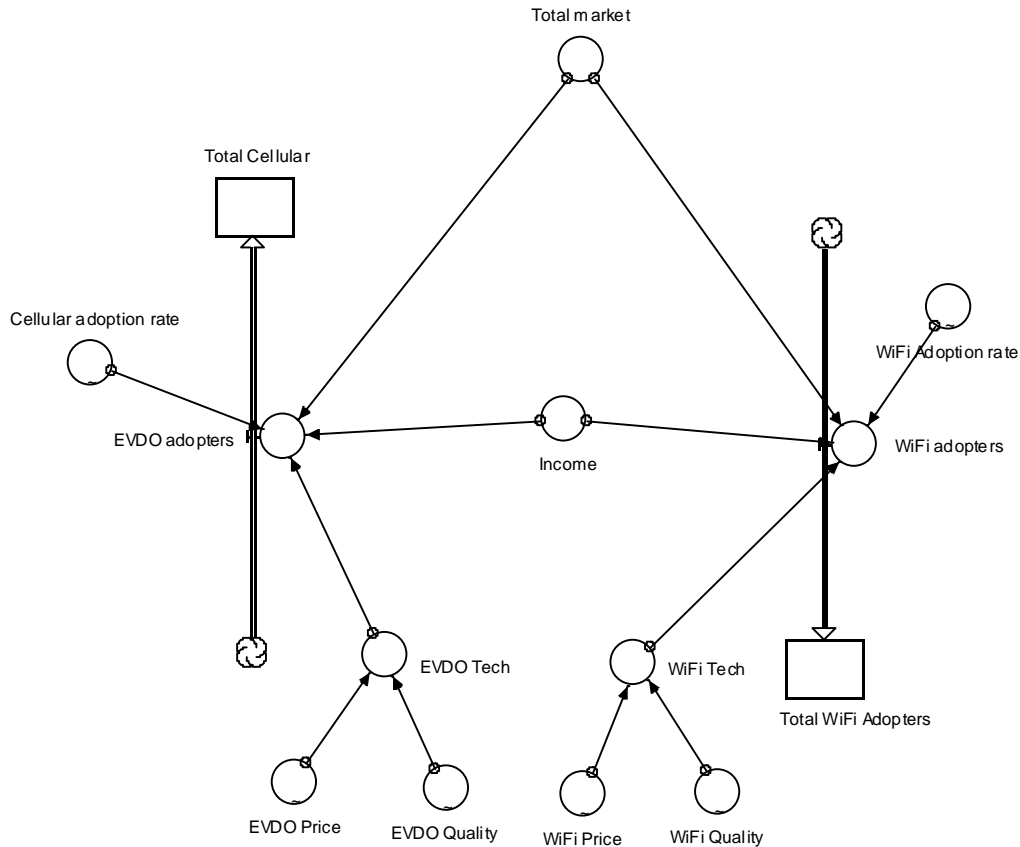 Total market
Total Cellular
Cellular adoption rate
WiFi Adoption rate
EVDO adopters
WiFi adopters
Income
EVDO Tech
WiFi Tech
Total WiFi Adopters
EVDO Price
EVDO Quality
WiFi Price
WiFi Quality